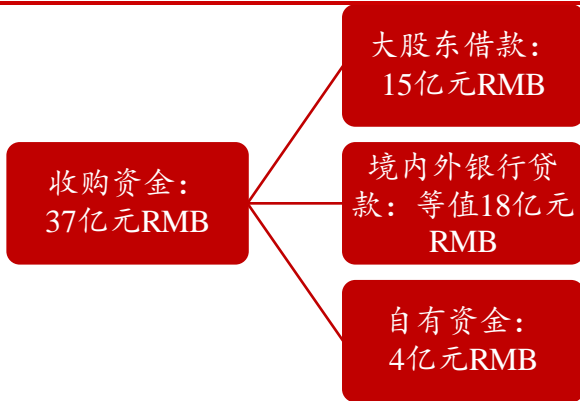 大股东借款：
15亿元RMB
收购资金：
37亿元RMB
境内外银行贷
款：等值18亿元
RMB
自有资金：
4亿元RMB